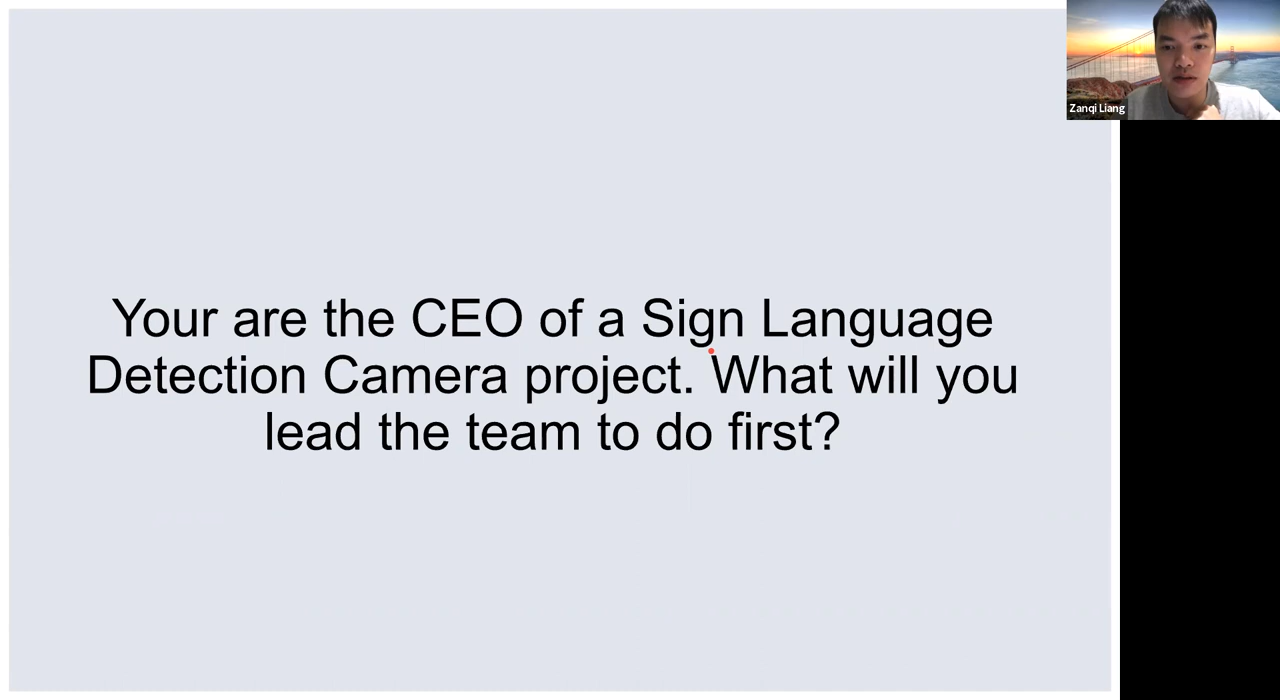 Zanqi Liang
Your are the CEO of a Sign Language
Detection Camera project. What will you
lead the team to do first?